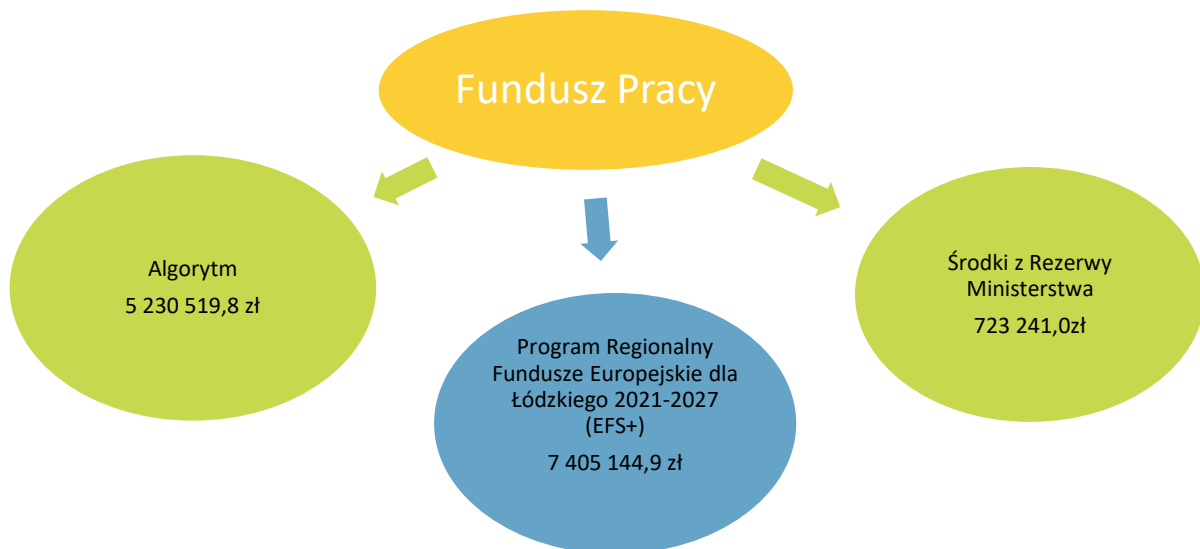 Fundusz Pracy
Algorytm
5 230 519,8 zł
Program Regionalny
Fundusze Europejskie dla
Łódzkiego 2021-2027
(EFS+)
7 405 144,9 zł
Środki z Rezerwy
Ministerstwa
723 241,0zł